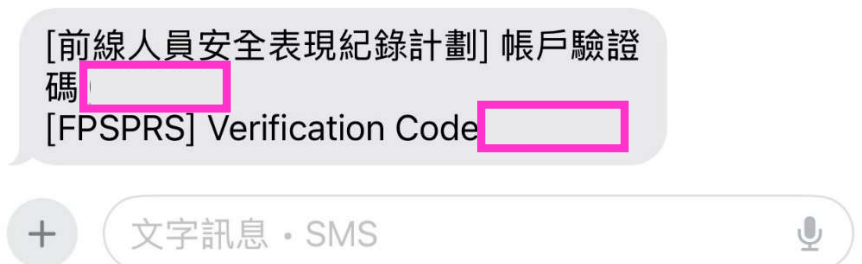 [前線人員安全表現紀錄計劃] 帳戶驗證
碼
[FPSPRS] Verification Code
文字訊息・SMS